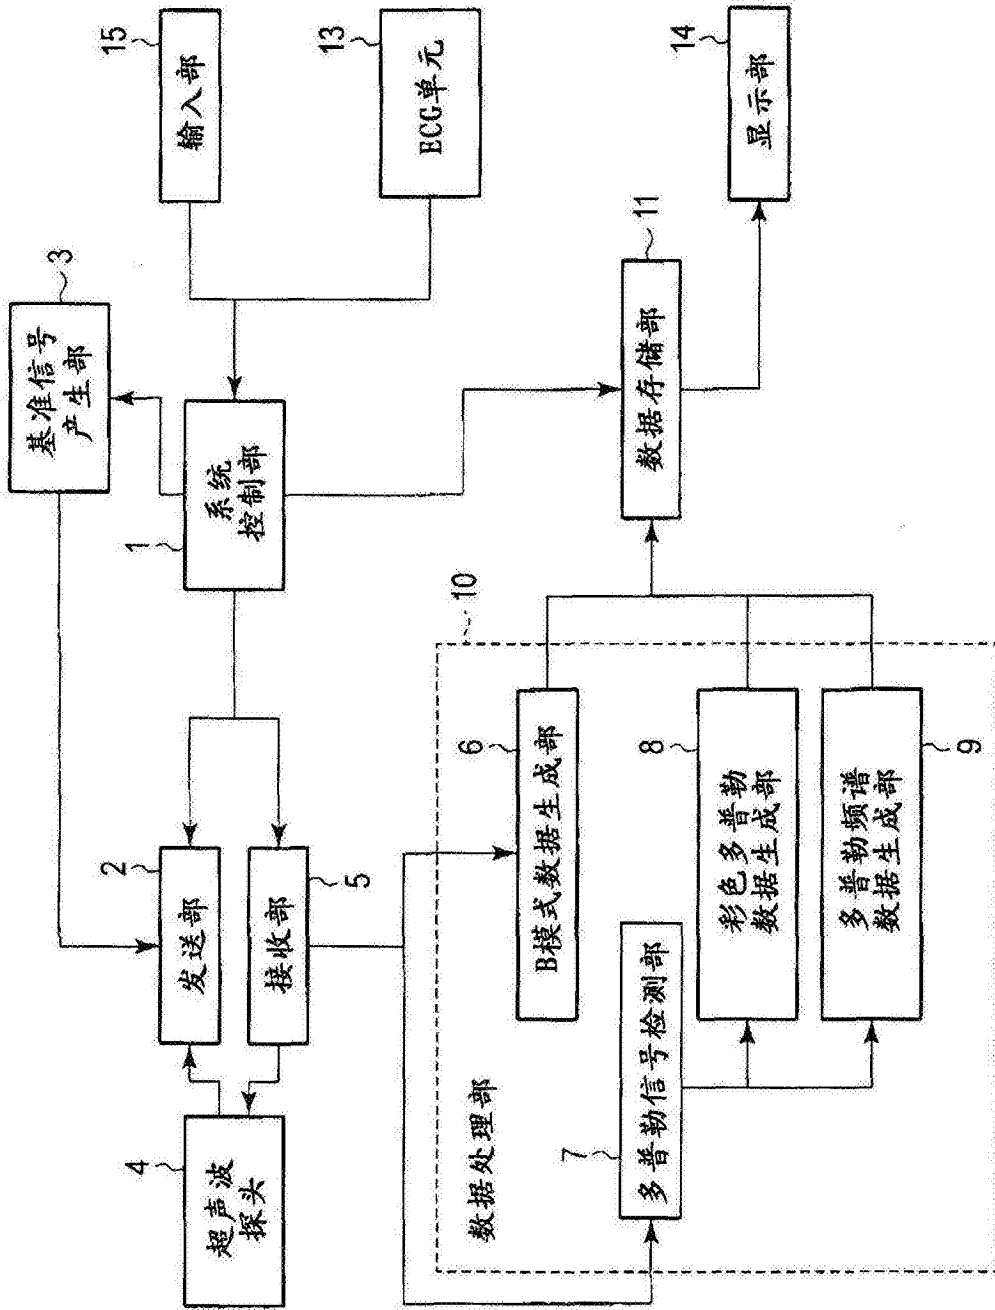 4
超声波
探头
2
发送部
接收部
5
3
基准信号
产生部
1
系统
控制部
15
输入部
13
ECG单元
10
数据处理部
6
B模式数据生成部
7
多普勒信号检测部
8
彩色多普勒
数据生成部
多普勒频谱
数据生成部
9
11
数据存储部
14
显示部